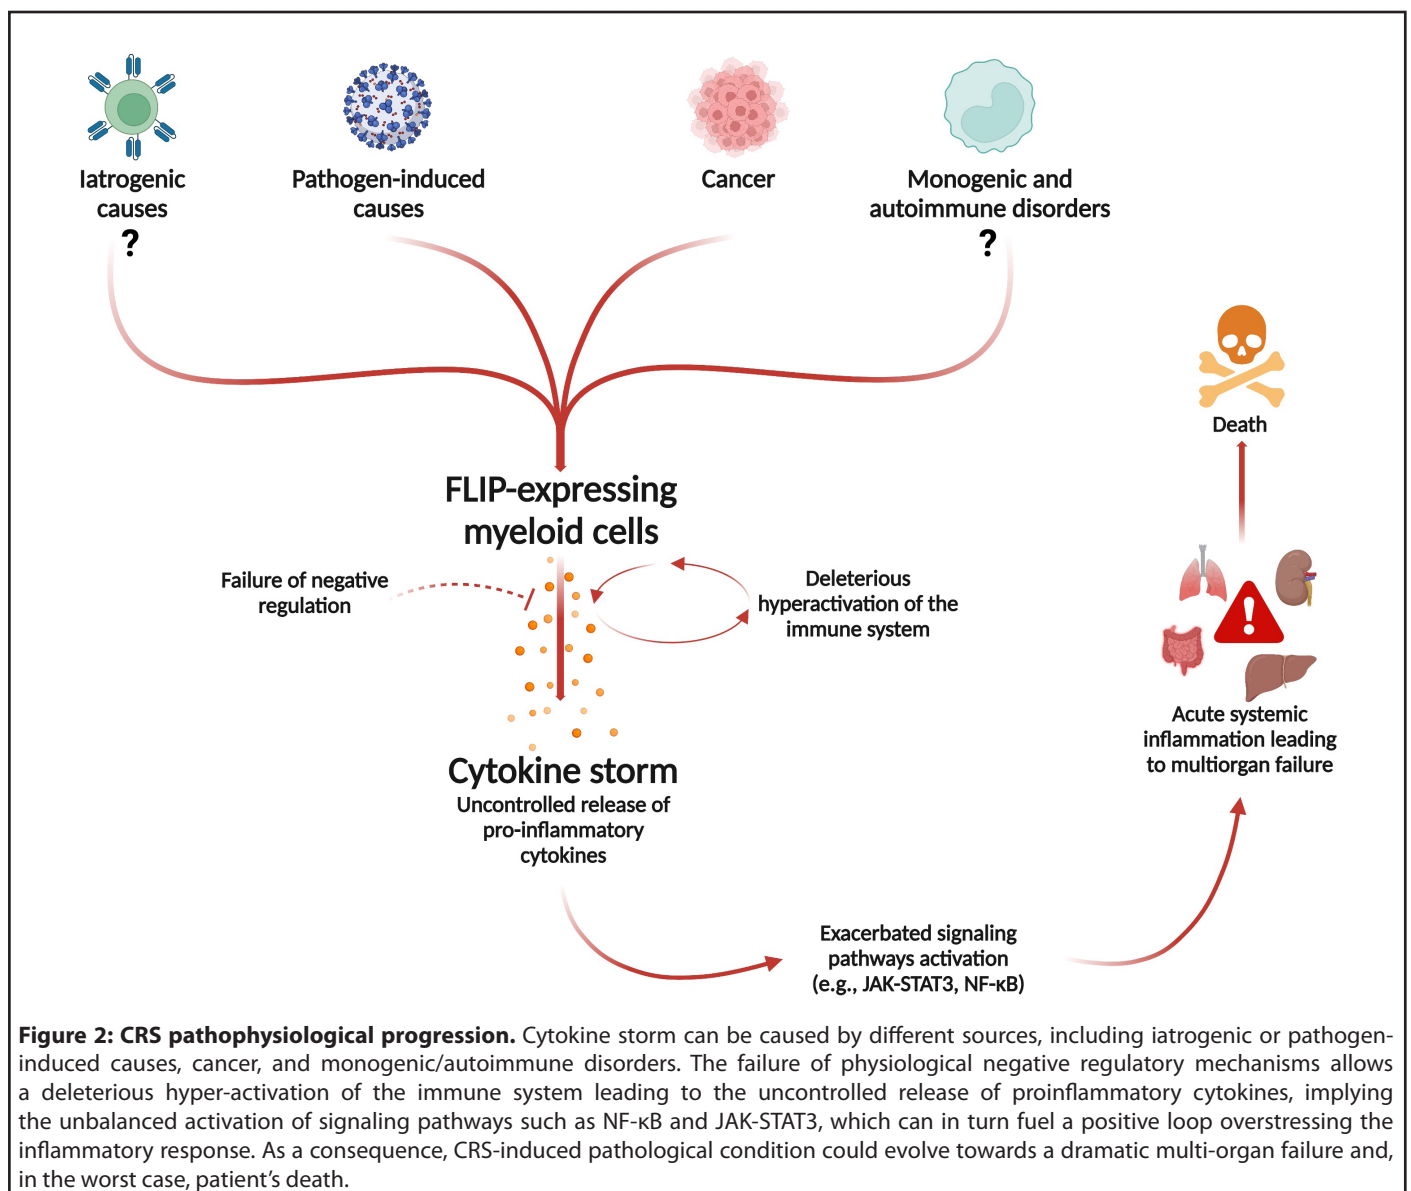 Iatrogenic
causes
?
Pathogen-induced
causes
Cancer
Monogenic and
autoimmune disorders
?
FLIP-expressing
myeloid cells
Failure of negative
regulation
Deleterious
hyperactivation of the
immune system
Cytokine storm
Uncontrolled release of
pro-inflammatory
cytokines
Exacerbated signaling
pathways activation
(e.g., JAK-STAT3, NF-κB)
Acute systemic
inflammation leading
to multiorgan failure
Death
Figure 2: CRS pathophysiological progression. Cytokine storm can be caused by different sources, including iatrogenic or pathogen-
induced causes, cancer, and monogenic/autoimmune disorders. The failure of physiological negative regulatory mechanisms allows
a deleterious hyper-activation of the immune system leading to the uncontrolled release of proinflammatory cytokines, implying
the unbalanced activation of signaling pathways such as NF-κB and JAK-STAT3, which can in turn fuel a positive loop overstressing the
inflammatory response. As a consequence, CRS-induced pathological condition could evolve towards a dramatic multi-organ failure and,
in the worst case, patient's death.